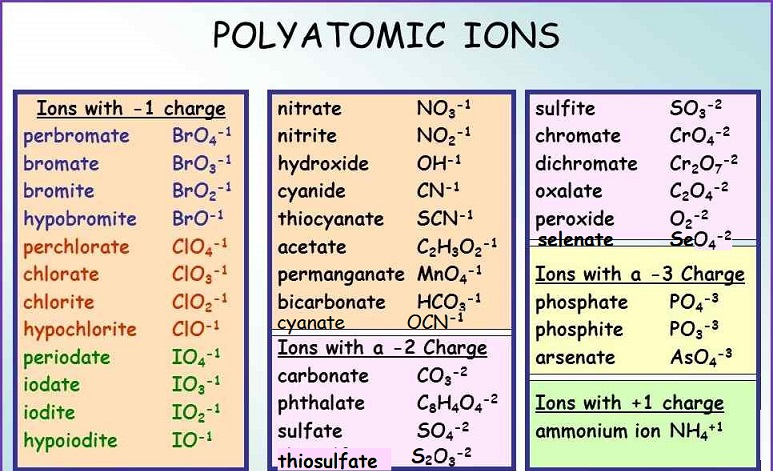 POLYATOMIC IONS
Ions with -1 charge
perbromate BrO₄⁻¹
bromate BrO₃⁻¹
bromite BrO₂⁻¹
hypobromite BrO⁻¹
perchlorate ClO₄⁻¹
chlorate ClO₃⁻¹
chlorite ClO₂⁻¹
hypochlorite ClO⁻¹
periodate IO₄⁻¹
iodate IO₃⁻¹
iodite IO₂⁻¹
hypoiodite IO⁻¹
nitrate NO₃⁻¹
nitrite NO₂⁻¹
hydroxide OH⁻¹
cyanide CN⁻¹
thiocyanate SCN⁻¹
acetate C₂H₃O₂⁻¹
permanganate MnO₄⁻¹
bicarbonate HCO₃⁻¹
cyanate OCN⁻¹
Ions with a -2 Charge
carbonate CO₃⁻²
phthalate C₈H₄O₄⁻²
sulfate SO₄⁻²
thiosulfate S₂O₃⁻²
sulfite SO₃⁻²
chromate CrO₄⁻²
dichromate Cr₂O₇⁻²
oxalate C₂O₄⁻²
peroxide O₂⁻²
selenate SeO₄⁻²
Ions with a -3 Charge
phosphate PO₄⁻³
phosphite PO₃⁻³
arsenate AsO₄⁻³
Ions with +1 charge
ammonium ion NH₄⁺¹